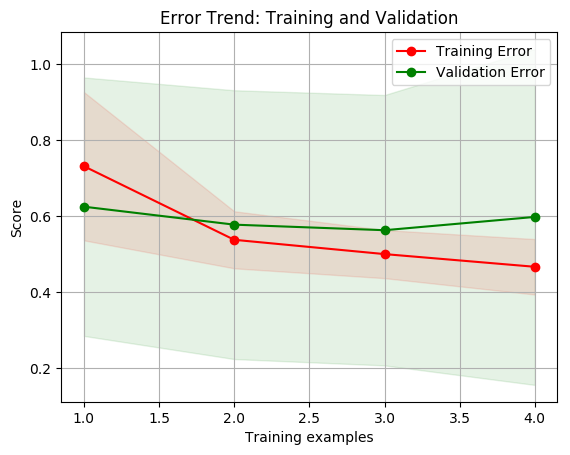 Error Trend: Training and Validation
Training Error
Validation Error
Score
1.0
0.8
0.6
0.4
0.2
1.0 1.5 2.0 2.5 3.0 3.5 4.0
Training examples